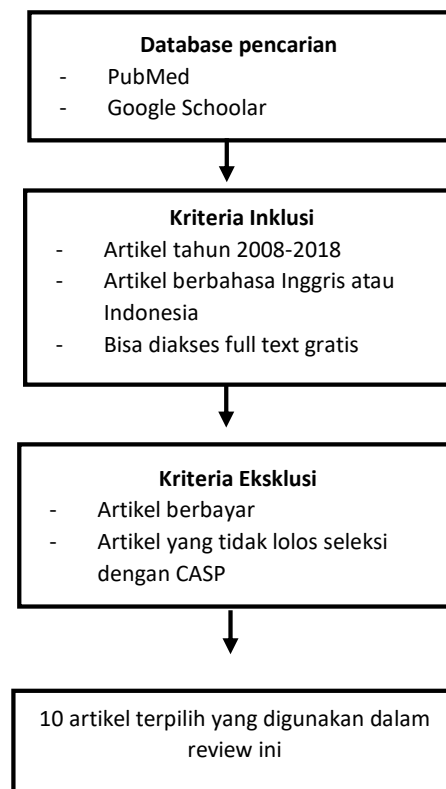 Database pencarian
- PubMed
- Google Schoolar
Kriteria Inklusi
- Artikel tahun 2008-2018
- Artikel berbahasa Inggris atau
Indonesia
- Bisa diakses full text gratis
Kriteria Eksklusi
- Artikel berbayar
- Artikel yang tidak lolos seleksi
dengan CASP
10 artikel terpilih yang digunakan dalam
review ini